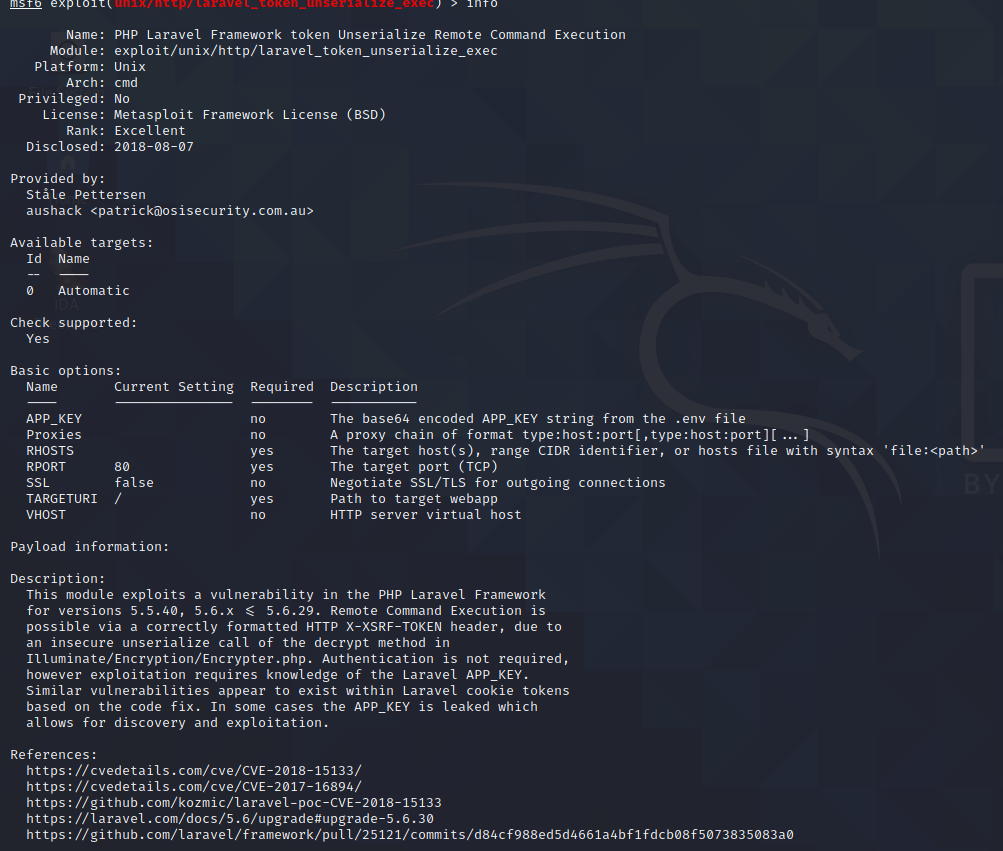 msf6 exploit(unix/http/laravel_token_unserialize_exec) > info
Name: PHP Laravel Framework token Unserialize Remote Command Execution
Module: exploit/unix/http/laravel_token_unserialize_exec
Platform: Unix
Arch: cmd
Privileged: No
License: Metasploit Framework License (BSD)
Rank: Excellent
Disclosed: 2018-08-07
Provided by:
Ståle Pettersen
aushack <patrick@osisecurity.com.au>
Available targets:
Id  Name
--  ----
0   Automatic
IDA
Check supported:
Yes
Basic options:
Name       Current Setting  Required  Description
----       ---------------  --------  -----------
APP_KEY                     no        The base64 encoded APP_KEY string from the .env file
Proxies                     no        A proxy chain of format type:host:port[,type:host:port][...]
RHOSTS                      yes       The target host(s), range CIDR identifier, or hosts file with syntax 'file:<path>'
RPORT      80               yes       The target port (TCP)
SSL        false            no        Negotiate SSL/TLS for outgoing connections
TARGETURI  /                yes       Path to target webapp
BY
VHOST                       no        HTTP server virtual host
Payload information:
Description:
This module exploits a vulnerability in the PHP Laravel Framework
for versions 5.5.40, 5.6.x <= 5.6.29. Remote Command Execution is
possible via a correctly formatted HTTP X-XSRF-TOKEN header, due to
an insecure unserialize call of the decrypt method in
Illuminate/Encryption/Encrypter.php. Authentication is not required,
however exploitation requires knowledge of the Laravel APP_KEY.
Similar vulnerabilities appear to exist within Laravel cookie tokens
based on the code fix. In some cases the APP_KEY is leaked which
allows for discovery and exploitation.
References:
https://cvedetails.com/cve/CVE-2018-15133/
https://cvedetails.com/cve/CVE-2017-16894/
https://github.com/kozmic/laravel-poc-CVE-2018-15133
https://laravel.com/docs/5.6/upgrade#upgrade-5.6.30
https://github.com/laravel/framework/pull/25121/commits/d84cf988ed5d4661a4bf1fdcb08f5073835083a0